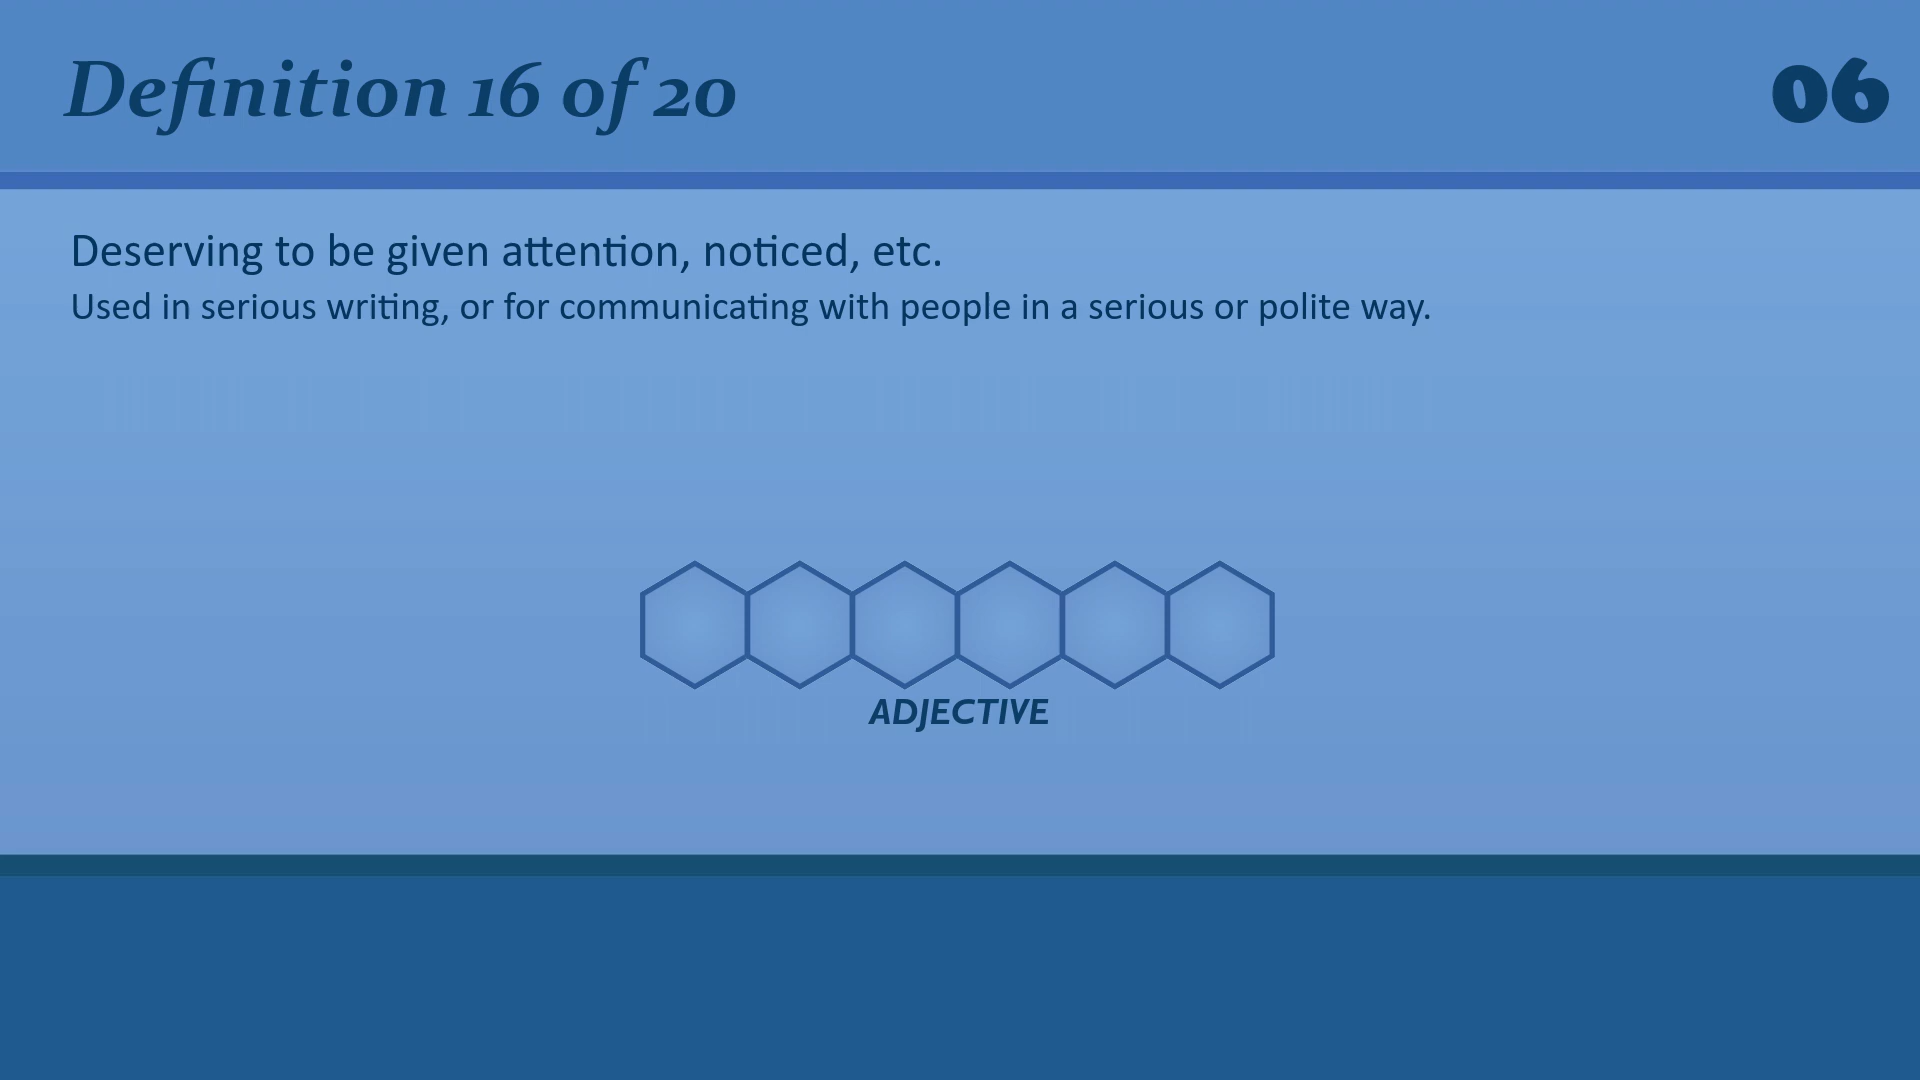 Definition 16 of 20
06
Deserving to be given attention, noticed, etc.
Used in serious writing, or for communicating with people in a serious or polite way.
ADJECTIVE